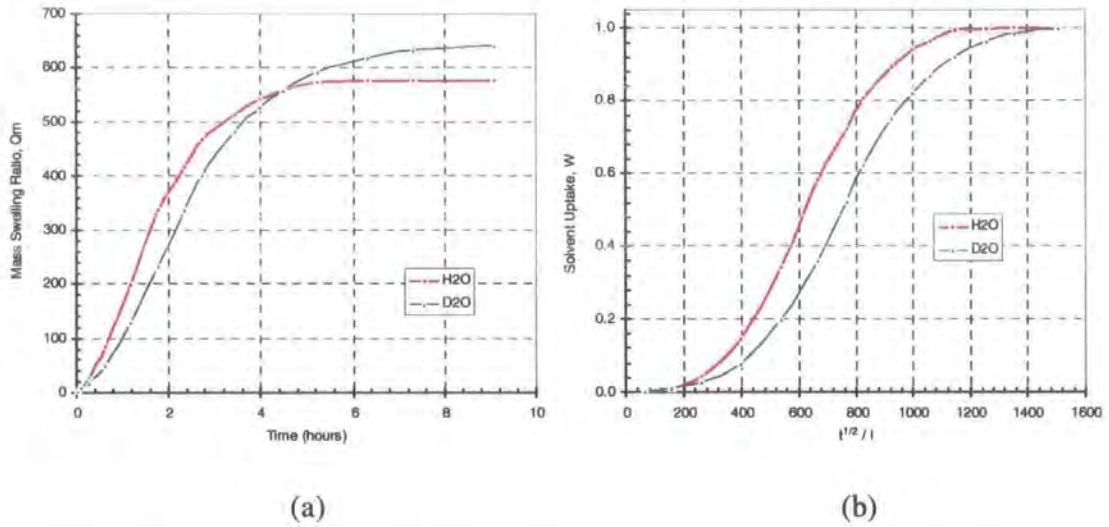 700
600
500
400
300
200
100
0
Mass Swelling Ratio, Qm
H2O
D2O
0 2 4 6 8 10
Time (hours)
(a)
1.0
0.8
0.6
0.4
0.2
0.0
Solvent Uptake, W
H2O
D2O
0 200 400 600 800 1000 1200 1400 1600
t^1/2 / l
(b)